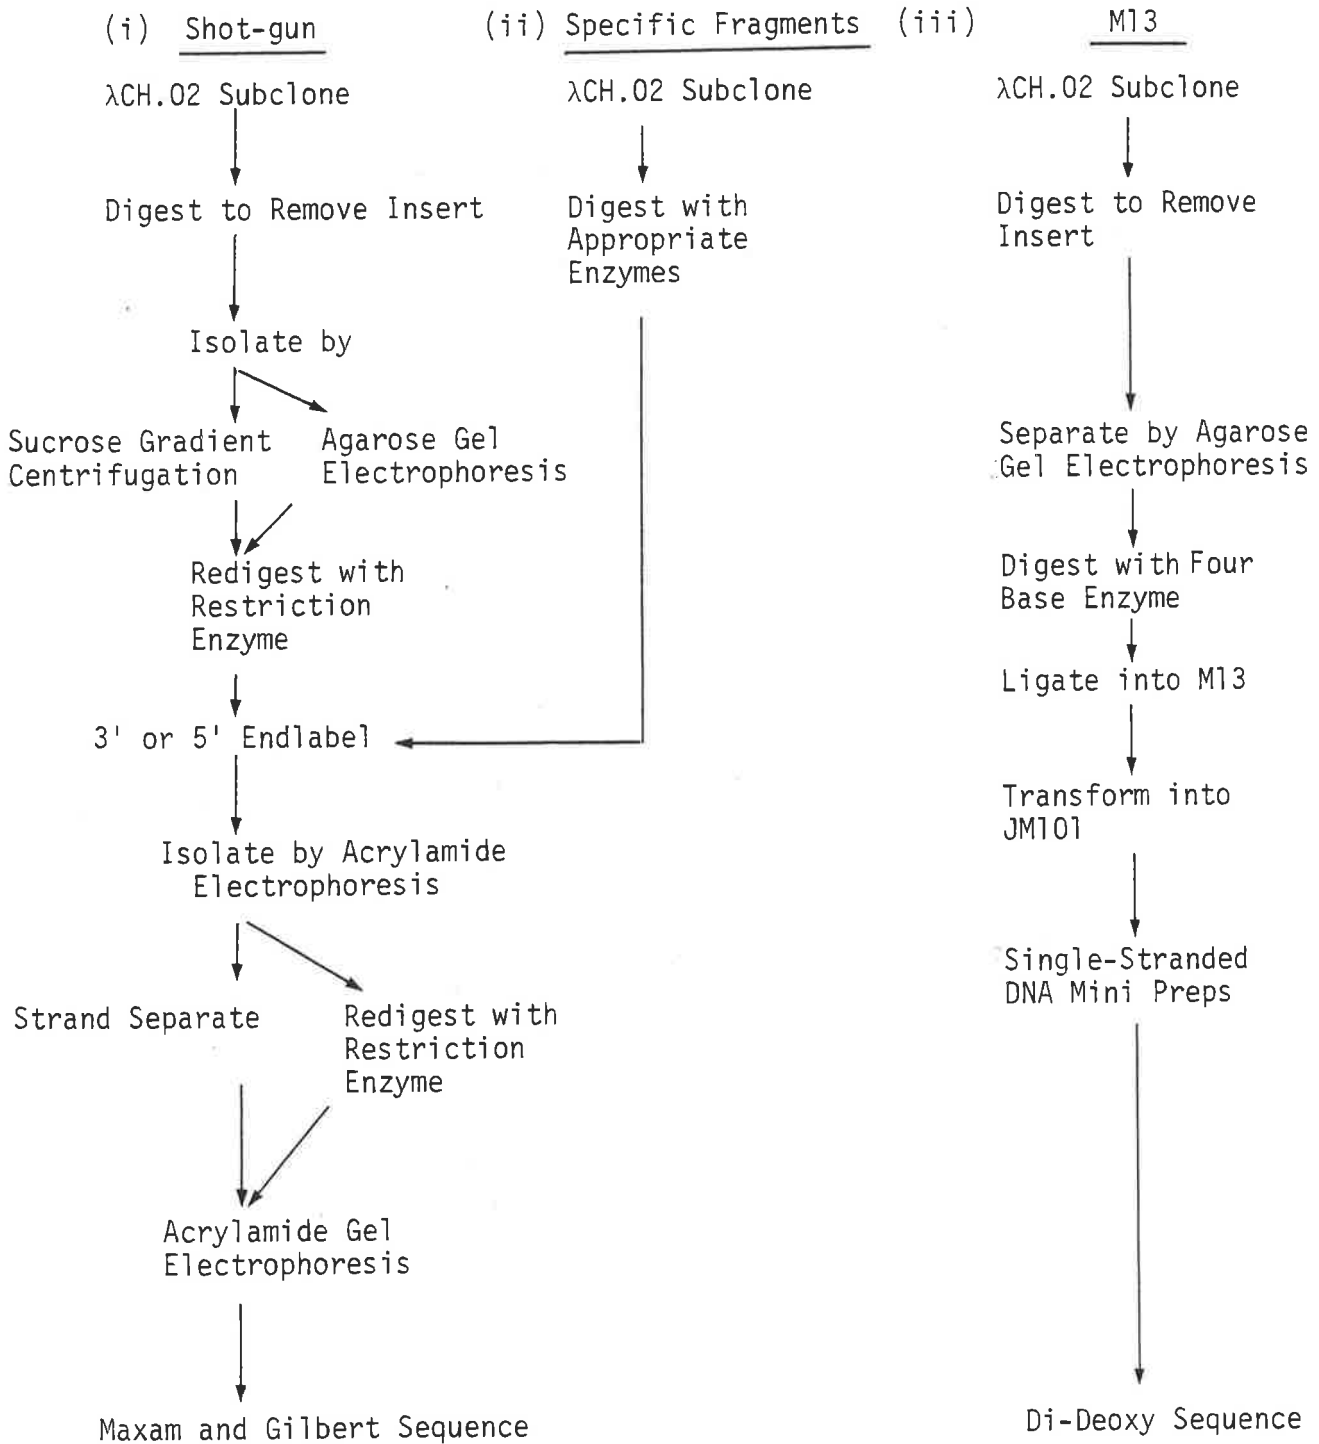 (i) Shot-gun
λCH.02 Subclone
Digest to Remove Insert
Isolate by
Sucrose Gradient
Centrifugation
Agarose Gel
Electrophoresis
Redigest with
Restriction
Enzyme
3' or 5' Endlabel
Isolate by Acrylamide
Electrophoresis
Strand Separate
Redigest with
Restriction
Enzyme
Acrylamide Gel
Electrophoresis
Maxam and Gilbert Sequence
(ii) Specific Fragments
λCH.02 Subclone
Digest with
Appropriate
Enzymes
(iii) M13
λCH.02 Subclone
Digest to Remove
Insert
Separate by Agarose
Gel Electrophoresis
Digest with Four
Base Enzyme
Ligate into M13
Transform into
JM101
Single-Stranded
DNA Mini Preps
Di-Deoxy Sequence